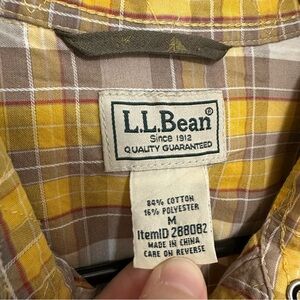 L.L.Bean®
Since 1912
QUALITY GUARANTEED
84% COTTON
16% POLYESTER
M
ItemID 288082
MADE IN CHINA
CARE ON REVERSE